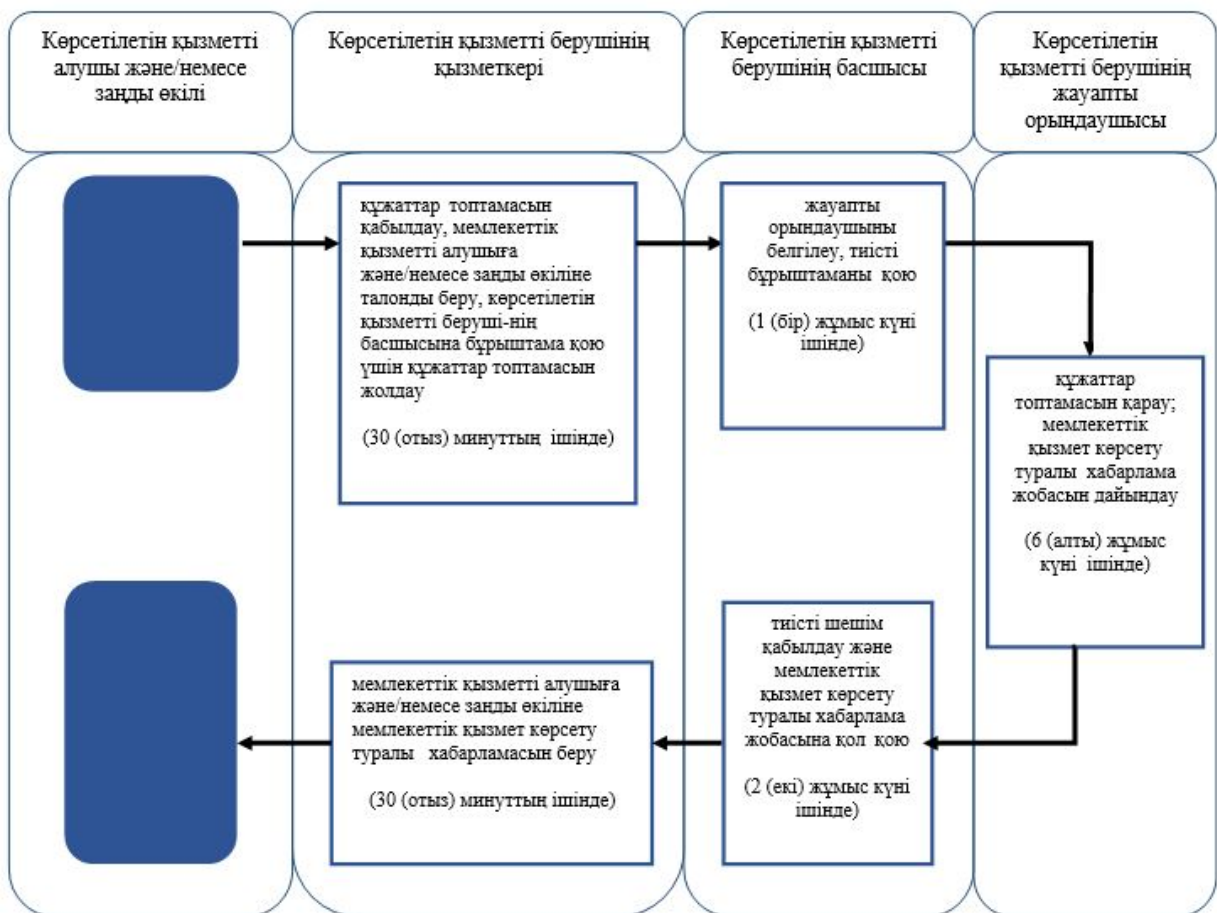 Көрсетілетін қызметті
алушы және/немесе
заңды өкілі
Көрсетілетін қызметті берушінің
қызметкері
Көрсетілетін қызметті
берушінің басшысы
Көрсетілетін
қызметті берушінің
жауапты
орындаушысы
құжаттар топтамасын
қабылдау, мемлекеттік
қызметті алушыға
және/немесе заңды өкіліне
талонды беру, көрсетілетін
қызметті беруші-нің
басшысына бұрыштама қою
үшін құжаттар топтамасын
жолдау
(30 (отыз) минуттың ішінде)
жауапты
орындаушыны
белгілеу, тиісті
бұрыштаманы қою
(1 (бір) жұмыс күні
ішінде)
құжаттар
топтамасын қарау;
мемлекеттік
қызмет көрсету
туралы хабарлама
жобасын дайындау
(6 (алты) жұмыс
күні ішінде)
тиісті шешім
қабылдау және
мемлекеттік
қызмет көрсету
туралы хабарлама
жобасына қол қою
(2 (екі) жұмыс күні
ішінде)
мемлекеттік қызметті алушыға
және/немесе заңды өкіліне
мемлекеттік қызмет көрсету
туралы хабарламасын беру
(30 (отыз) минуттың ішінде)